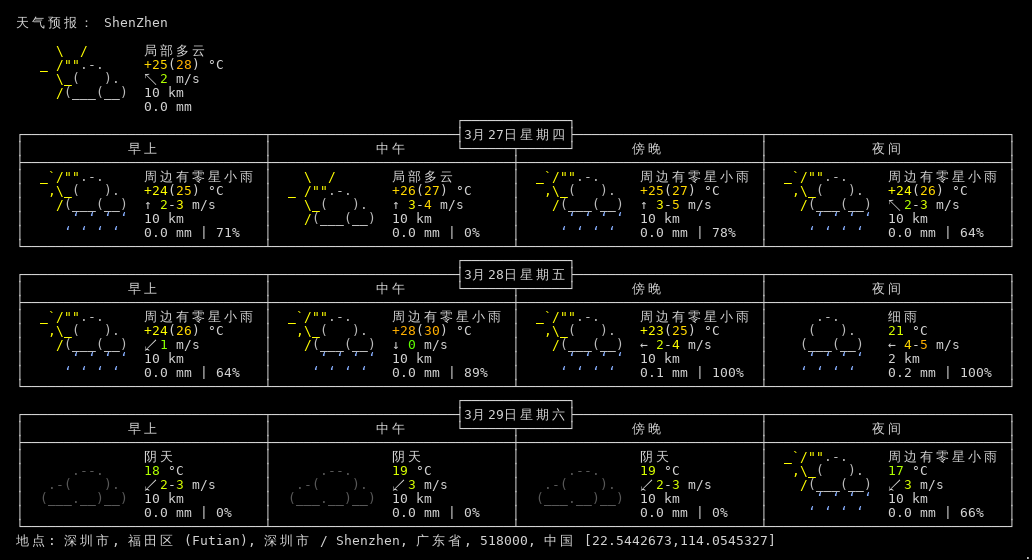 天气预报： ShenZhen
局部多云
+25(28) °C
↖ 2 m/s
10 km
0.0 mm
3月27日星期四
早上 中午 傍晚 夜间
周边有零星小雨 局部多云 周边有零星小雨 周边有零星小雨
+24(25) °C +26(27) °C +25(27) °C +24(26) °C
↑ 2-3 m/s ↑ 3-4 m/s ↑ 3-5 m/s ↖ 2-3 m/s
10 km 10 km 10 km 10 km
0.0 mm | 71% 0.0 mm | 0% 0.0 mm | 78% 0.0 mm | 64%
3月28日星期五
早上 中午 傍晚 夜间
周边有零星小雨 周边有零星小雨 周边有零星小雨 细雨
+24(26) °C +28(30) °C +23(25) °C 21 °C
↙ 1 m/s ↓ 0 m/s ← 2-4 m/s ← 4-5 m/s
10 km 10 km 10 km 2 km
0.0 mm | 64% 0.0 mm | 89% 0.1 mm | 100% 0.2 mm | 100%
3月29日星期六
早上 中午 傍晚 夜间
阴天 阴天 阴天 周边有零星小雨
18 °C 19 °C 19 °C 17 °C
↙ 2-3 m/s ↙ 3 m/s ↙ 2-3 m/s ↙ 3 m/s
10 km 10 km 10 km 10 km
0.0 mm | 0% 0.0 mm | 0% 0.0 mm | 0% 0.0 mm | 66%
地点: 深圳市, 福田区 (Futian), 深圳市 / Shenzhen, 广东省, 518000, 中国 [22.5442673,114.0545327]